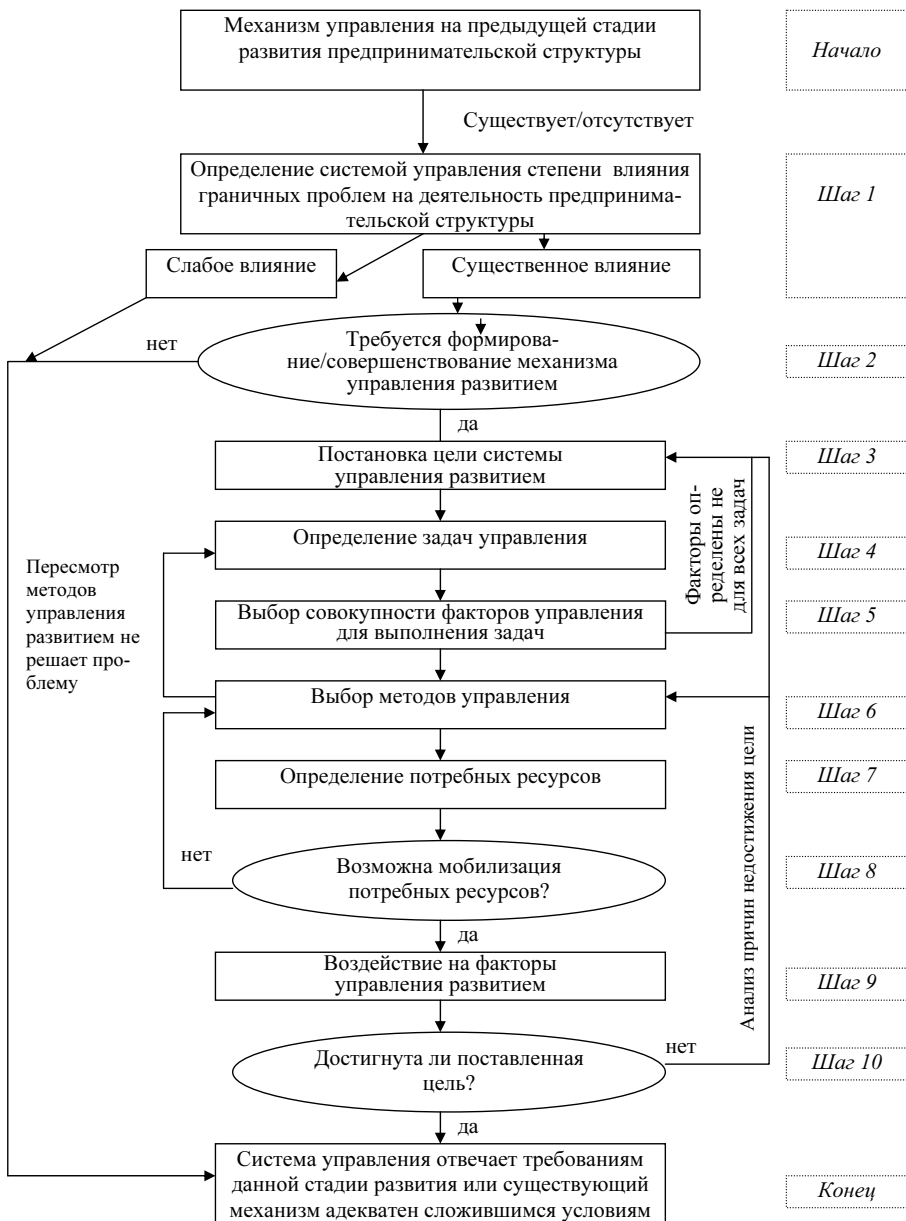 Механизм управления на предыдущей стадии
развития предпринимательской структуры
Начало
Существует/отсутствует
Определение системой управления степени влияния
граничных проблем на деятельность предпринима-
тельской структуры
Шаг 1
Слабое влияние
Существенное влияние
нет
Требуется формирова-
ние/совершенствование механизма
управления развитием
Шаг 2
да
Постановка цели системы
управления развитием
Шаг 3
Факторы оп-
ределены не
для всех задач
Определение задач управления
Шаг 4
Пересмотр
методов
управления
развитием не
решает про-
блему
Выбор совокупности факторов управления
для выполнения задач
Шаг 5
Выбор методов управления
Шаг 6
Анализ причин недостижения цели
Определение потребных ресурсов
Шаг 7
нет
Возможна мобилизация
потребных ресурсов?
Шаг 8
да
Воздействие на факторы
управления развитием
Шаг 9
Достигнута ли поставленная
цель?
нет
Шаг 10
да
Система управления отвечает требованиям
данной стадии развития или существующий
механизм адекватен сложившимся условиям
Конец